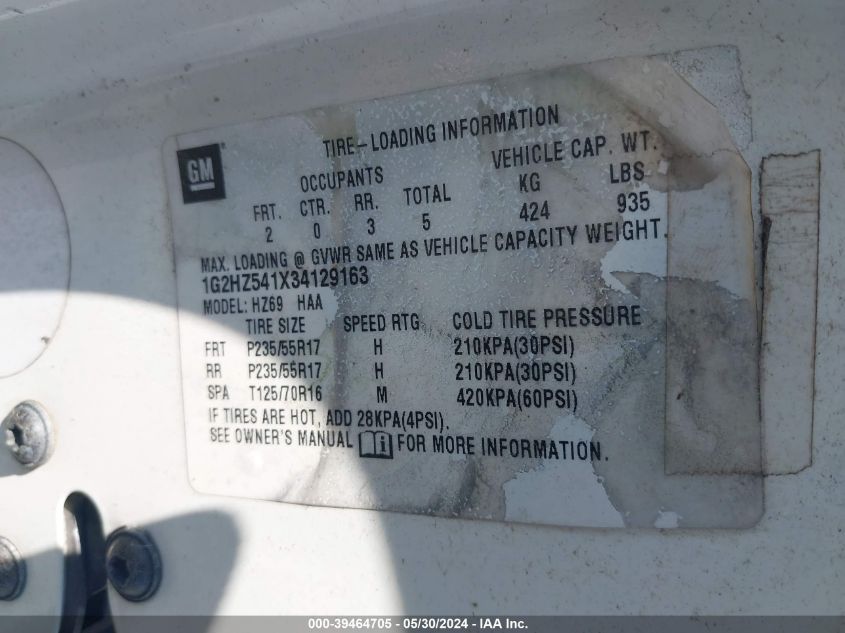 GM
TIRE-LOADING INFORMATION
OCCUPANTS VEHICLE CAP. WT.
FRT. CTR. RR. TOTAL KG LBS
2 0 3 5 424 935
MAX. LOADING @ GVWR SAME AS VEHICLE CAPACITY WEIGHT.
1G2HZ541X34129163
MODEL: HZ69 HAA
TIRE SIZE SPEED RTG COLD TIRE PRESSURE
FRT P235/55R17 H 210KPA(30PSI)
RR P235/55R17 H 210KPA(30PSI)
SPA T125/70R16 M 420KPA(60PSI)
IF TIRES ARE HOT, ADD 28KPA(4PSI).
SEE OWNER'S MANUAL i FOR MORE INFORMATION.
000-39464705 - 05/30/2024 - IAA Inc.